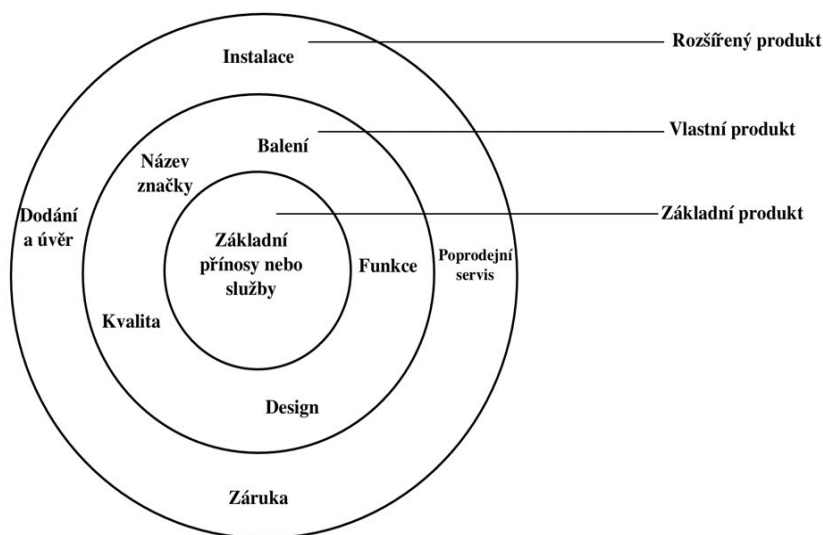 Instalace
Rozšířený produkt
Balení
Vlastní produkt
Název
značky
Dodání
a úvěr
Základní
přínosy nebo
služby
Základní produkt
Funkce
Poprodejní
servis
Kvalita
Design
Záruka